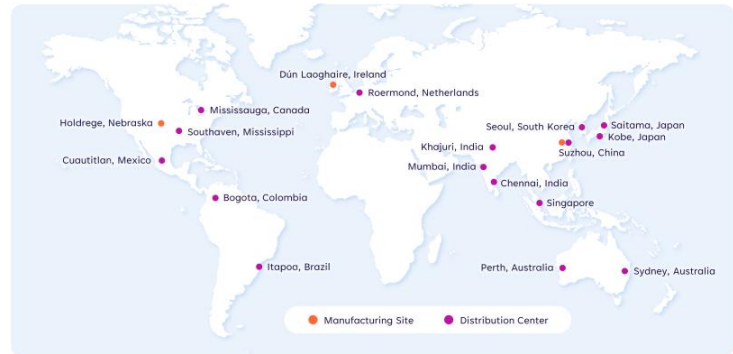 Dún Laoghaire, Ireland
Roermond, Netherlands
Mississauga, Canada
Holdrege, Nebraska
Southaven, Mississippi
Seoul, South Korea
Saitama, Japan
Kobe, Japan
Khajuri, India
Suzhou, China
Cuautitlan, Mexico
Mumbai, India
Chennai, India
Bogota, Colombia
Singapore
Itapoa, Brazil
Perth, Australia
Sydney, Australia
Manufacturing Site
Distribution Center